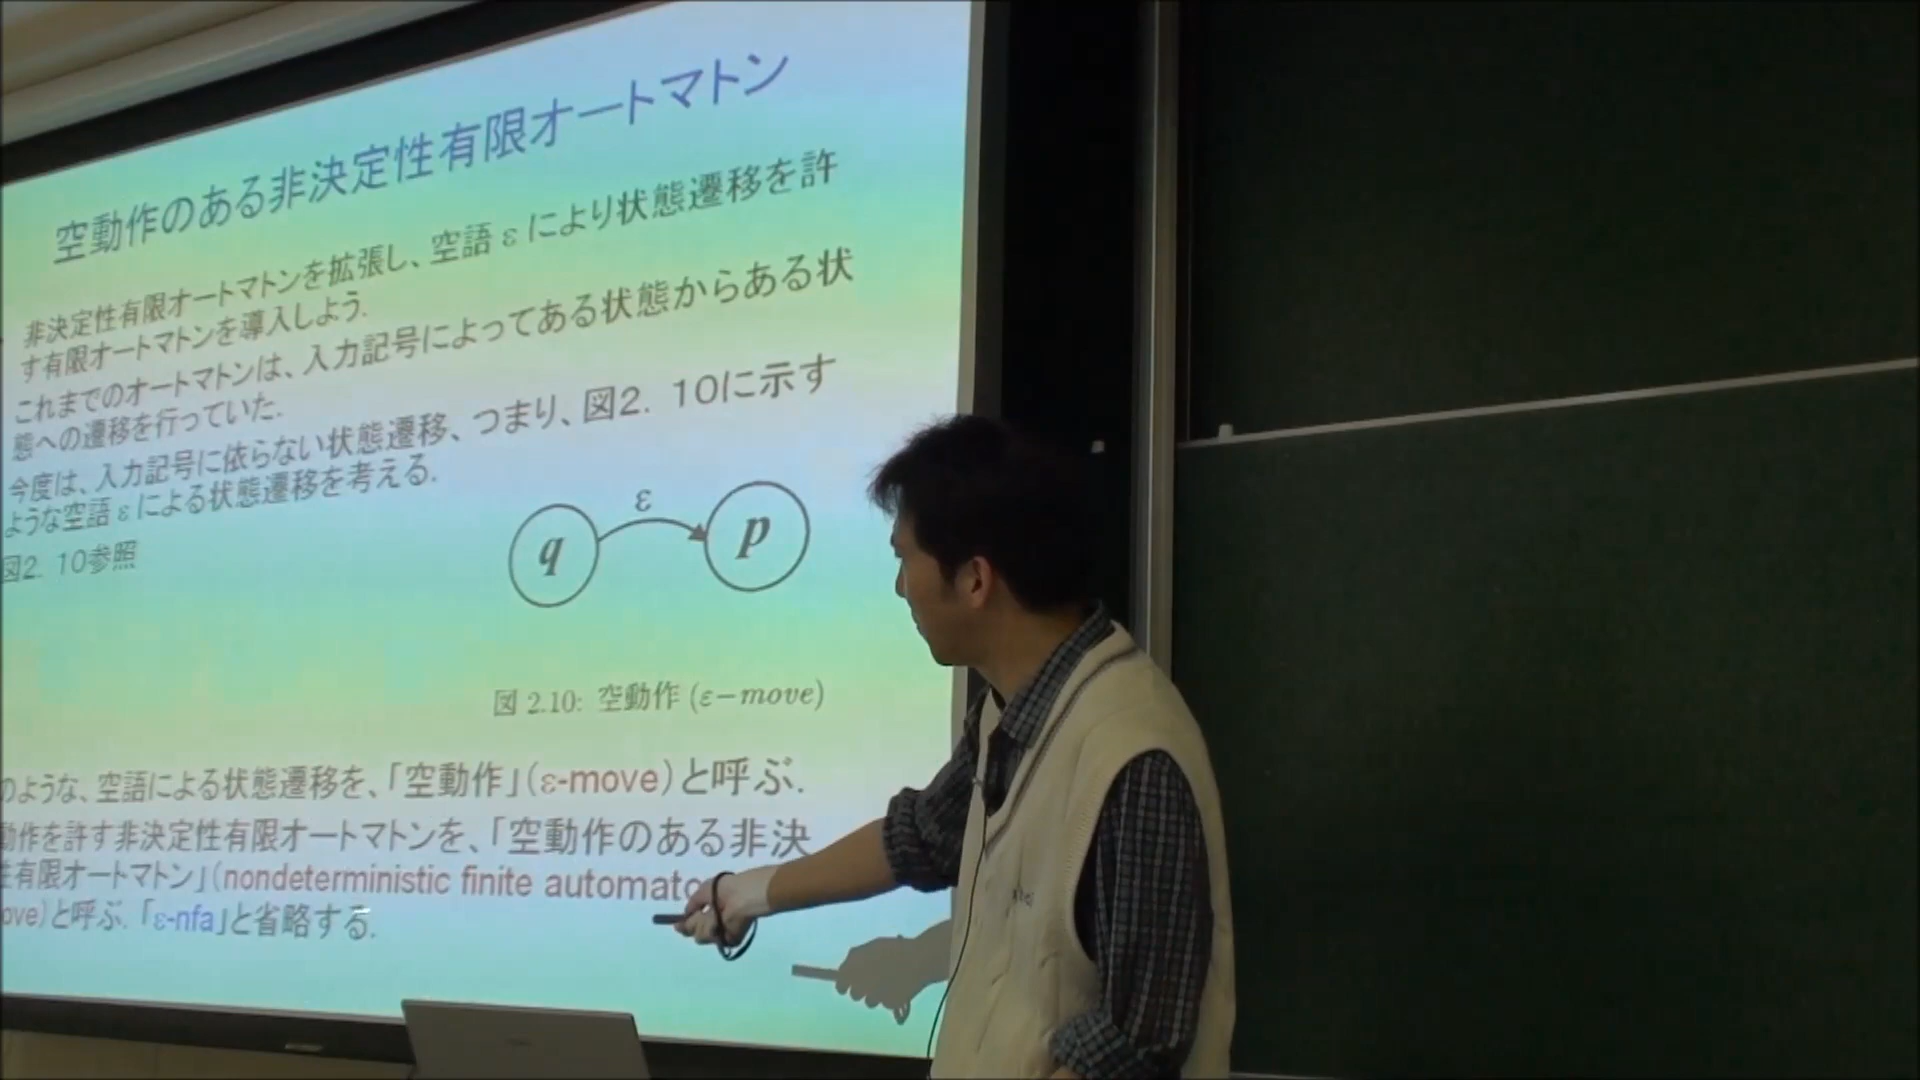 空動作のある非決定性有限オートマトン
非決定性有限オートマトンを拡張し、空語 ε により状態遷移を許
す有限オートマトンを導入しよう.
これまでのオートマトンは、入力記号によってある状態からある状
態への遷移を行っていた.
今度は、入力記号に依らない状態遷移、つまり、図2. 10に示す
ような空語 ε による状態遷移を考える.
図2. 10参照
ε
q
p
図 2.10: 空動作 (ε−move)
のような、空語による状態遷移を、「空動作」(ε-move)と呼ぶ.
動作を許す非決定性有限オートマトンを、「空動作のある非決
性有限オートマトン」(nondeterministic finite automato
ove)と呼ぶ. 「ε-nfa」と省略する.